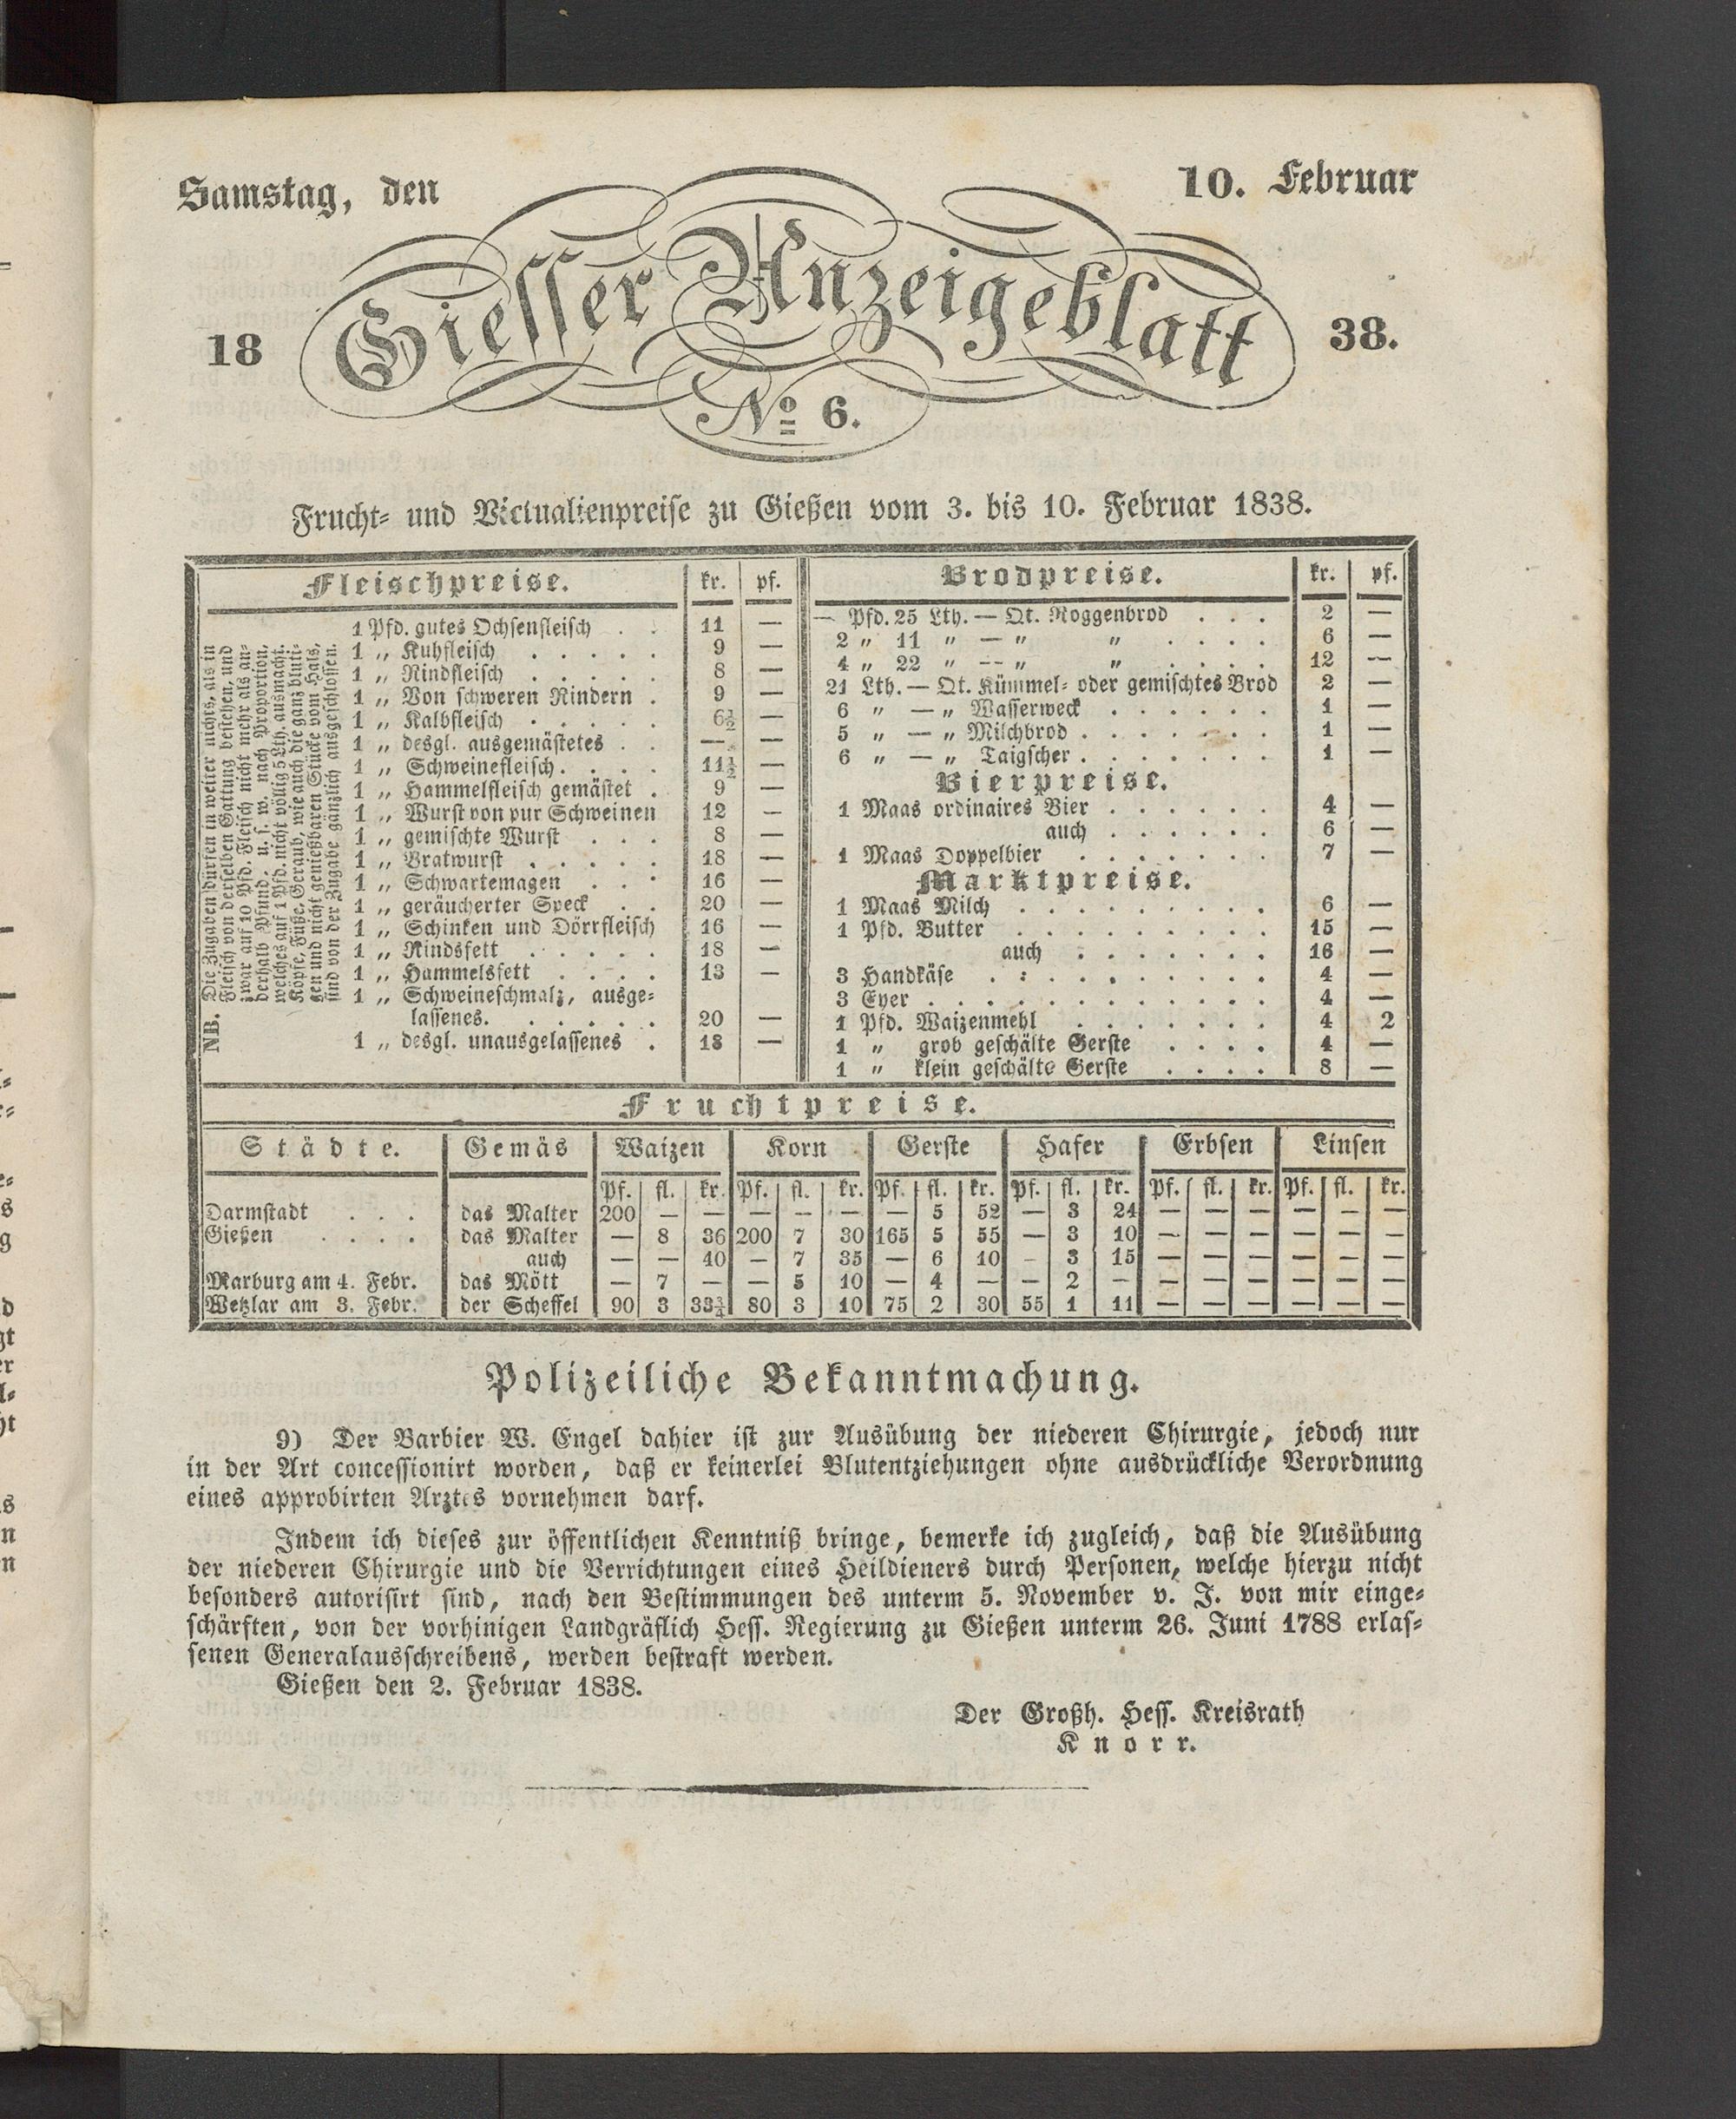 Samstag, den 10. Februar
18 Giesser Anzeigeblatt 38.
No 6.
Frucht- und Victualienpreise zu Gießen vom 3. bis 10. Februar 1838.
Fleischpreise. kr. pf.
NB. Die Zugaben dürfen in weiter nichts, als in
Fleisch von derselben Gattung bestehen, und
zwar auf 10 Pfd. Fleisch nicht mehr als an-
derhalb Pfund. u. s. w. nach Proportion,
welches auf 1 Pfd. nicht völlig 5 Lth. ausmacht.
Köpfe, Füße, Geraub, wie auch die ganz bluti-
gen und nicht genießbaren Stücke vom Hals,
sind von der Zugabe gänzlich ausgeschlossen.
1 Pfd. gutes Ochsenfleisch . . 11 —
1 „ Kuhfleisch . . . . . 9 —
1 „ Rindfleisch . . . . . 8 —
1 „ Von schweren Rindern . 9 —
1 „ Kalbfleisch . . . . . 6½ —
1 „ desgl. ausgemästetes . . — —
1 „ Schweinefleisch . . . . 11½ —
1 „ Hammelfleisch gemästet . 9 —
1 „ Wurst von pur Schweinen 12 —
1 „ gemischte Wurst . . . 8 —
1 „ Bratwurst . . . . . 18 —
1 „ Schwartemagen . . . 16 —
1 „ geräucherter Speck . . 20 —
1 „ Schinken und Dörrfleisch 16 —
1 „ Rindsfett . . . . . 18 —
1 „ Hammelsfett . . . . 13 —
1 „ Schweineschmalz, ausge-
lassenes. . . . . . 20 —
1 „ desgl. unausgelassenes . 18 —
Brodpreise. kr. pf.
— Pfd. 25 Lth. — Qt. Roggenbrod . . . 2 —
2 „ 11 „ — „ „ . . . . 6 —
4 „ 22 „ — „ „ . . . . 12 —
21 Lth. — Qt. Kümmel- oder gemischtes Brod 2 —
6 „ — „ Wasserweck . . . . . . 1 —
5 „ — „ Milchbrod . . . . . . . 1 —
6 „ — „ Taigscher . . . . . . . 1 —
Bierpreise.
1 Maas ordinaires Bier . . . . . . 4 —
auch . . . . . . 6 —
1 Maas Doppelbier . . . . . . . 7 —
Marktpreise.
1 Maas Milch . . . . . . . . . 6 —
1 Pfd. Butter . . . . . . . . . 15 —
auch . . . . . . . 16 —
3 Handkäse . . . . . . . . . 4 —
3 Eyer . . . . . . . . . . . . 4 —
1 Pfd. Waizenmehl . . . . . . . 4 2
1 „ grob geschälte Gerste . . . . 4 —
1 „ klein geschälte Gerste . . . . 8 —
Fruchtpreise.
Städte. Gemäs Waizen Korn Gerste Hafer Erbsen Linsen
Pf. fl. kr. Pf. fl. kr. Pf. fl. kr. Pf. fl. kr. Pf. fl. kr. Pf. fl. kr.
Darmstadt . . . das Malter 200 — — — — — — 5 52 — 3 24 — — — — — —
Gießen . . . . das Malter — 8 36 200 7 30 165 5 55 — 3 10 — — — — — —
auch — — 40 — 7 35 — 6 10 — 3 15 — — — — — —
Marburg am 4. Febr. das Mött — 7 — — 5 10 — 4 — — 2 — — — — — — —
Wetzlar am 3. Febr. der Scheffel 90 3 33¾ 80 3 10 75 2 30 55 1 11 — — — — — —
Polizeiliche Bekanntmachung.
9) Der Barbier W. Engel dahier ist zur Ausübung der niederen Chirurgie, jedoch nur
in der Art concessionirt worden, daß er keinerlei Blutentziehungen ohne ausdrückliche Verordnung
eines approbirten Arztes vornehmen darf.
Indem ich dieses zur öffentlichen Kenntniß bringe, bemerke ich zugleich, daß die Ausübung
der niederen Chirurgie und die Verrichtungen eines Heildieners durch Personen, welche hierzu nicht
besonders autorisirt sind, nach den Bestimmungen des unterm 5. November v. J. von mir einge-
schärften, von der vorhinigen Landgräflich Hess. Regierung zu Gießen unterm 26. Juni 1788 erlas-
senen Generalausschreibens, werden bestraft werden.
Gießen den 2. Februar 1838.
Der Großh. Hess. Kreisrath
Knorr.